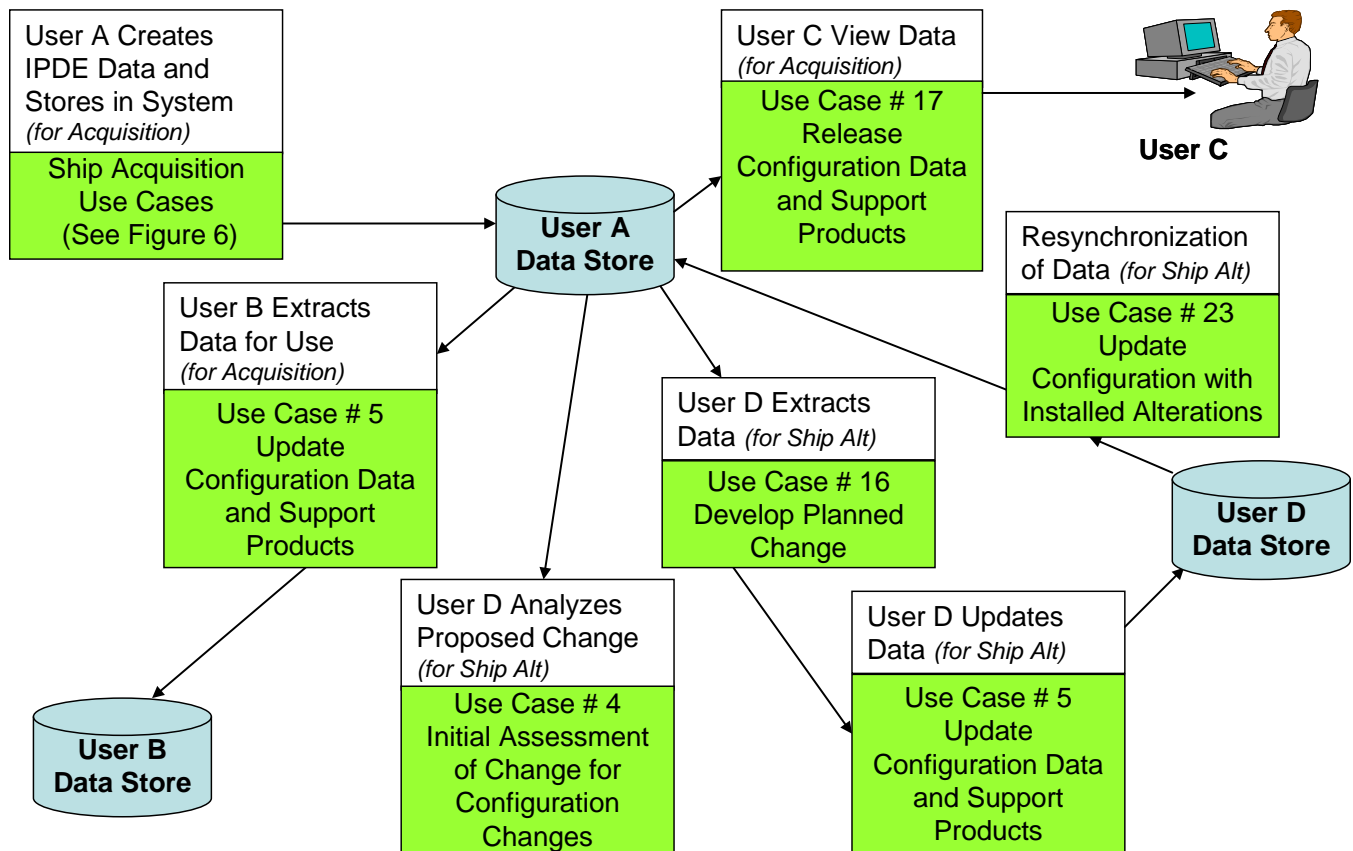 User A Creates
IPDE Data and
Stores in System
(for Acquisition)
Ship Acquisition
Use Cases
(See Figure 6)
User A
Data Store
User C View Data
(for Acquisition)
Use Case # 17
Release
Configuration Data
and Support
Products
User C
Resynchronization
of Data (for Ship Alt)
Use Case # 23
Update
Configuration with
Installed Alterations
User B Extracts
Data for Use
(for Acquisition)
Use Case # 5
Update
Configuration Data
and Support
Products
User D Extracts
Data (for Ship Alt)
Use Case # 16
Develop Planned
Change
User D
Data Store
User D Analyzes
Proposed Change
(for Ship Alt)
Use Case # 4
Initial Assessment
of Change for
Configuration
Changes
User D Updates
Data (for Ship Alt)
Use Case # 5
Update
Configuration Data
and Support
Products
User B
Data Store